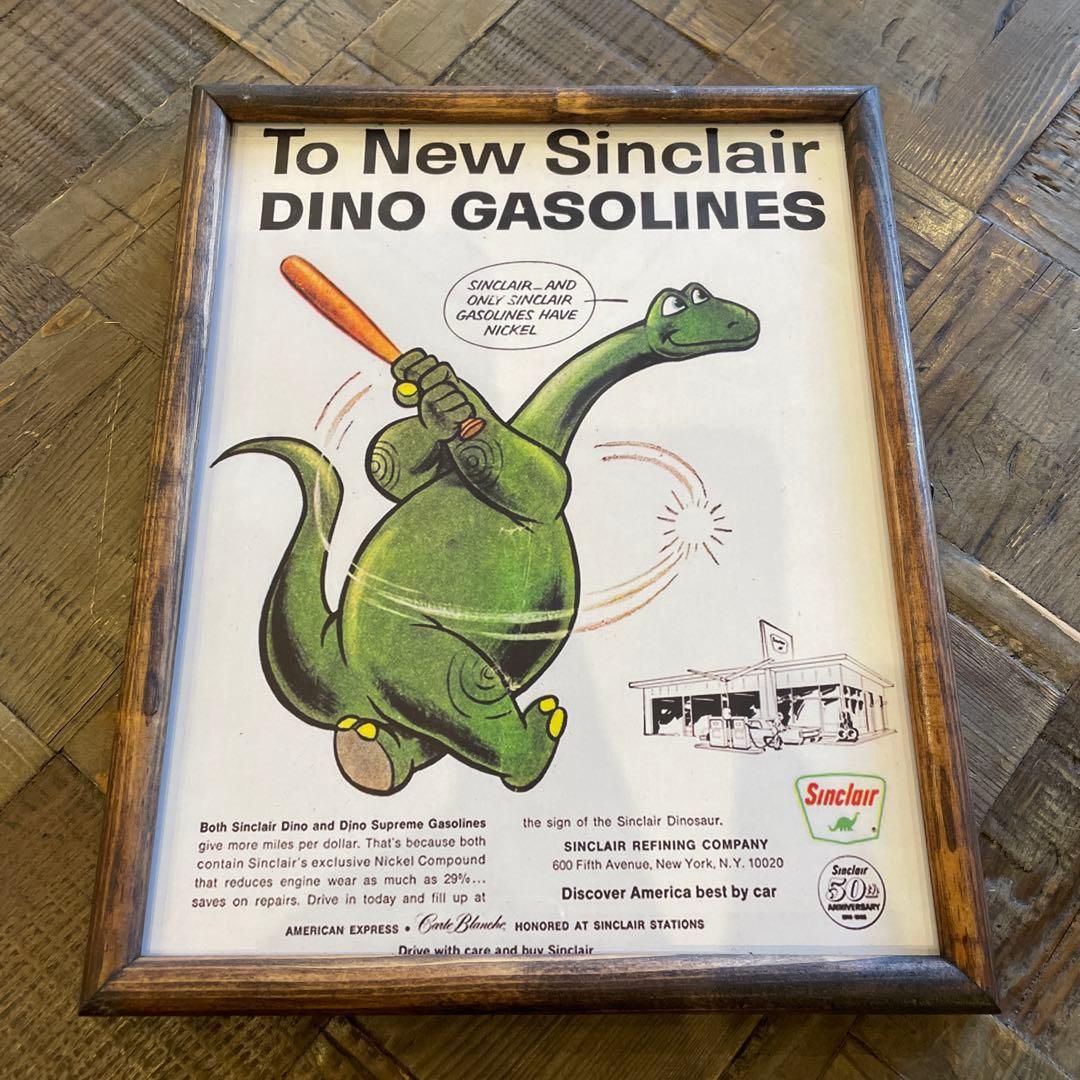 To New Sinclair
DINO GASOLINES
SINCLAIR—AND
ONLY SINCLAIR
GASOLINES HAVE
NICKEL
Both Sinclair Dino and Dino Supreme Gasolines
give more miles per dollar. That's because both
contain Sinclair's exclusive Nickel Compound
that reduces engine wear as much as 29%...
saves on repairs. Drive in today and fill up at
the sign of the Sinclair Dinosaur.
SINCLAIR REFINING COMPANY
600 Fifth Avenue, New York, N.Y. 10020
Discover America best by car
Sinclair
®
Sinclair
50th
ANNIVERSARY
AMERICAN EXPRESS • Carte Blanche HONORED AT SINCLAIR STATIONS
Drive with care and buy Sinclair